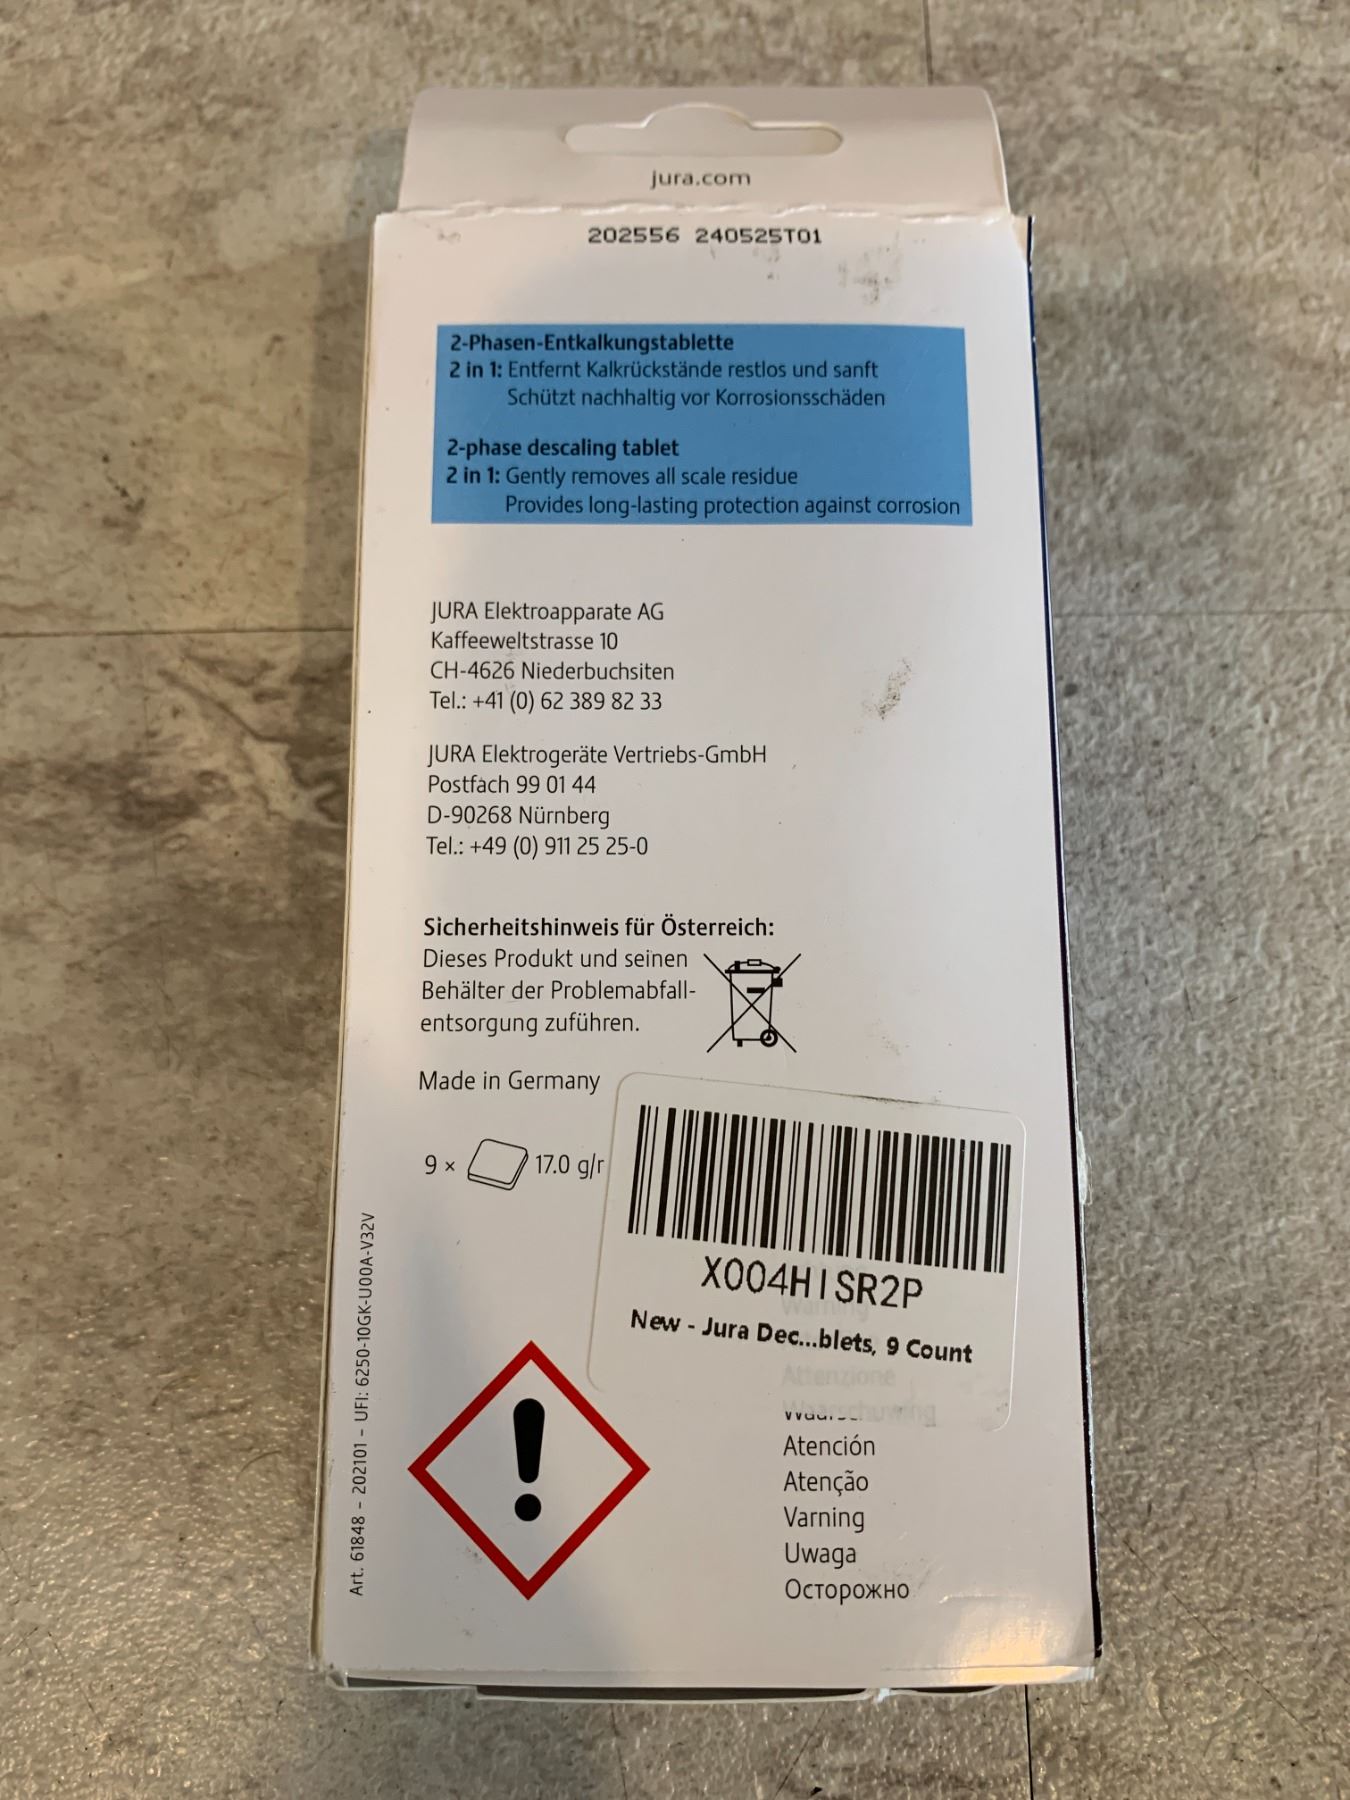 jura.com
202556 240525T01
2-Phasen-Entkalkungstablette
2 in 1: Entfernt Kalkrückstände restlos und sanft
Schützt nachhaltig vor Korrosionsschäden
2-phase descaling tablet
2 in 1: Gently removes all scale residue
Provides long-lasting protection against corrosion
JURA Elektroapparate AG
Kaffeeweltstrasse 10
CH-4626 Niederbuchsiten
Tel.: +41 (0) 62 389 82 33
JURA Elektrogeräte Vertriebs-GmbH
Postfach 99 01 44
D-90268 Nürnberg
Tel.: +49 (0) 911 25 25-0
Sicherheitshinweis für Österreich:
Dieses Produkt und seinen
Behälter der Problemabfall-
entsorgung zuführen.
Made in Germany
9 × 17.0 g/r
X004HISR2P
New - Jura Dec...blets, 9 Count
Warning
Attenzione
Waarschuwing
Atención
Atenção
Varning
Uwaga
Осторожно
Art. 61848 – 202101 – UFI: 6250-10GK-U00A-V32V